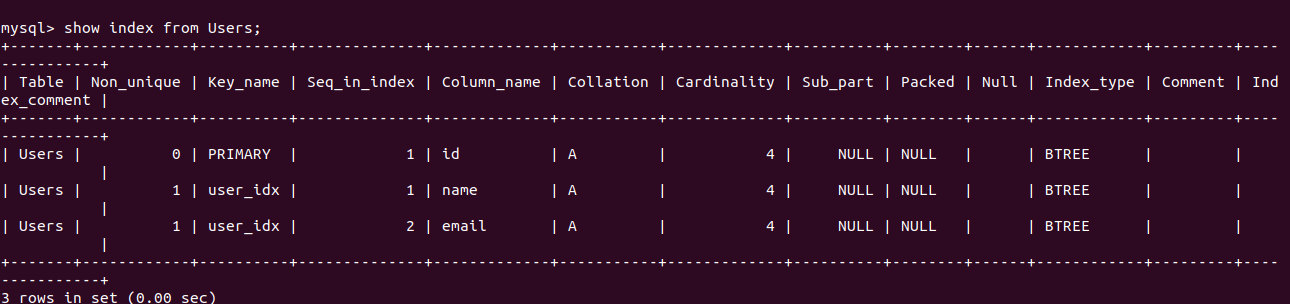 mysql> show index from Users;
+-------+------------+----------+--------------+-------------+-----------+-------------+----------+--------+------+------------+---------+----
-----------+
| Table | Non_unique | Key_name | Seq_in_index | Column_name | Collation | Cardinality | Sub_part | Packed | Null | Index_type | Comment | Ind
ex_comment |
+-------+------------+----------+--------------+-------------+-----------+-------------+----------+--------+------+------------+---------+----
-----------+
| Users |          0 | PRIMARY  |            1 | id          | A         |           4 |     NULL | NULL   |      | BTREE      |         |    
           |
| Users |          1 | user_idx |            1 | name        | A         |           4 |     NULL | NULL   |      | BTREE      |         |    
           |
| Users |          1 | user_idx |            2 | email       | A         |           4 |     NULL | NULL   |      | BTREE      |         |    
           |
+-------+------------+----------+--------------+-------------+-----------+-------------+----------+--------+------+------------+---------+----
-----------+
3 rows in set (0.00 sec)